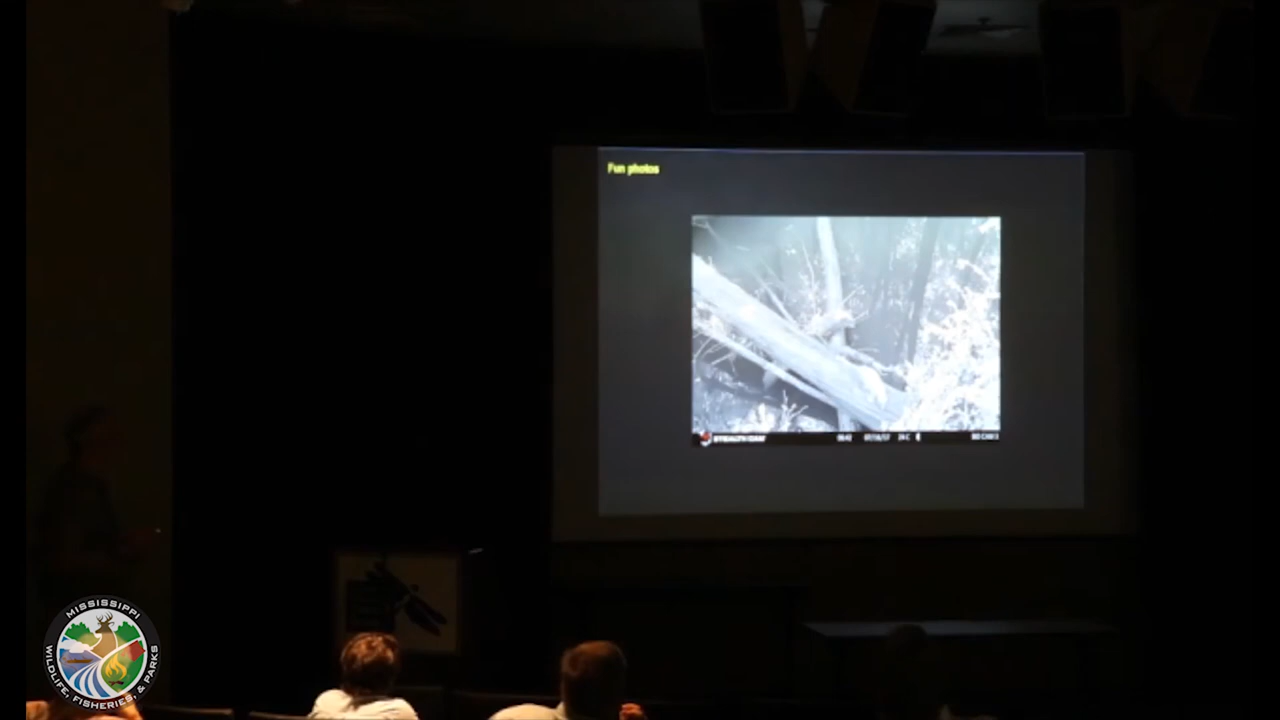 Fun photos
STEALTH CAM
MISSISSIPPI
WILDLIFE, FISHERIES, & PARKS